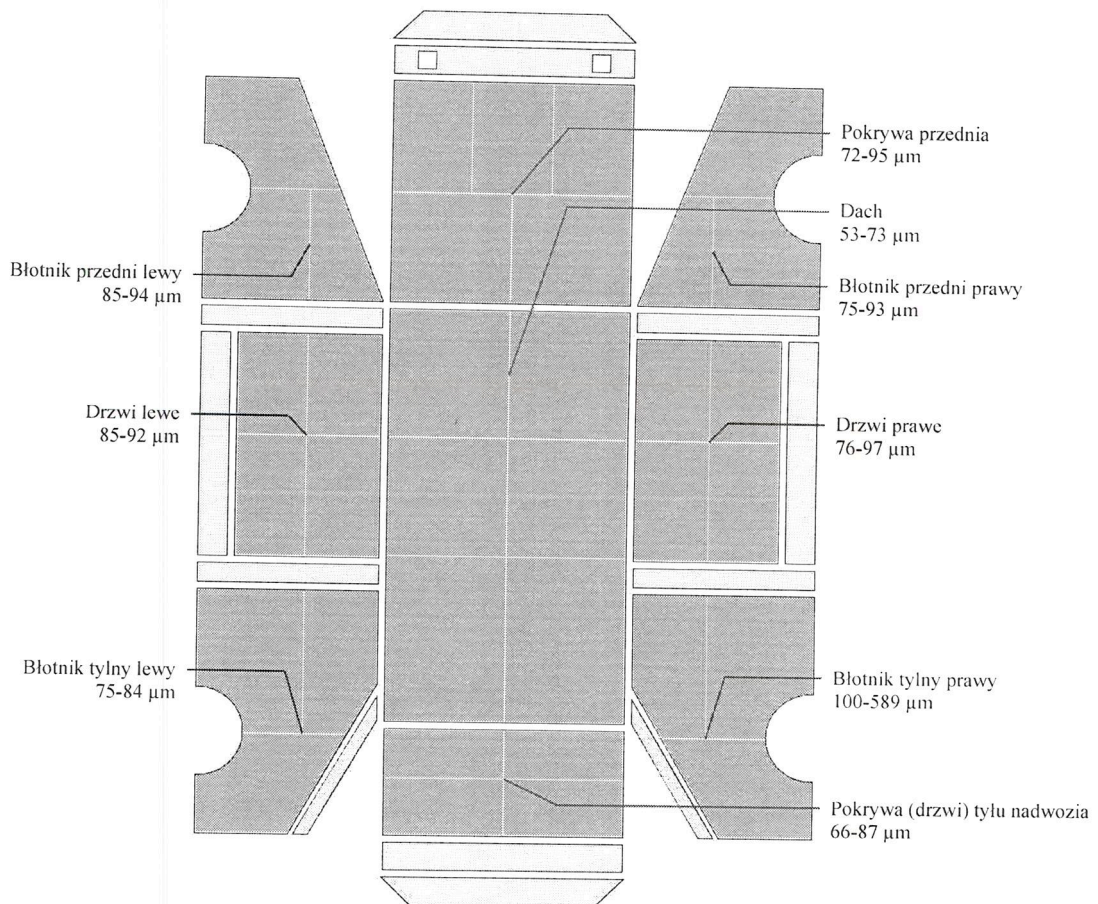 Pokrywa przednia
72-95 µm
Dach
53-73 µm
Błotnik przedni lewy
85-94 µm
Błotnik przedni prawy
75-93 µm
Drzwi lewe
85-92 µm
Drzwi prawe
76-97 µm
Błotnik tylny lewy
75-84 µm
Błotnik tylny prawy
100-589 µm
Pokrywa (drzwi) tyłu nadwozia
66-87 µm